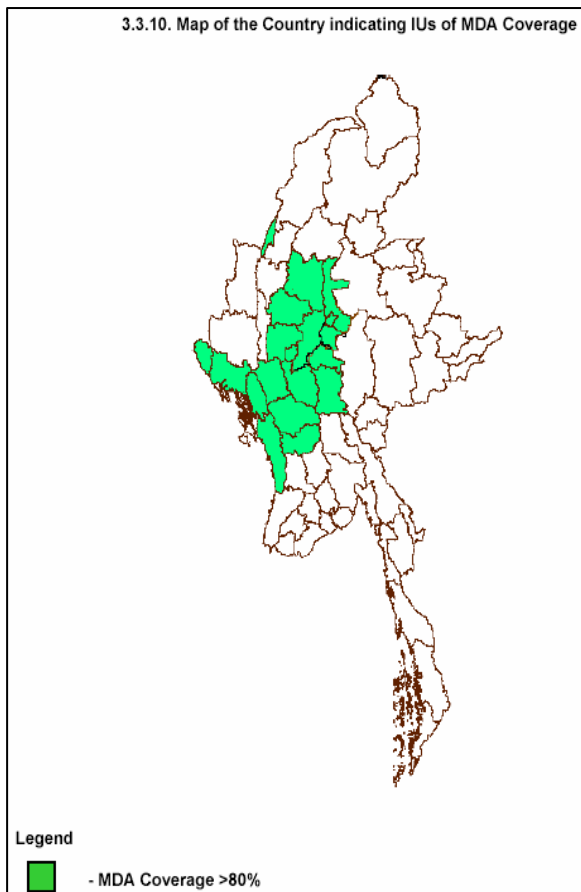 3.3.10. Map of the Country indicating IUs of MDA Coverage
Legend
- MDA Coverage >80%